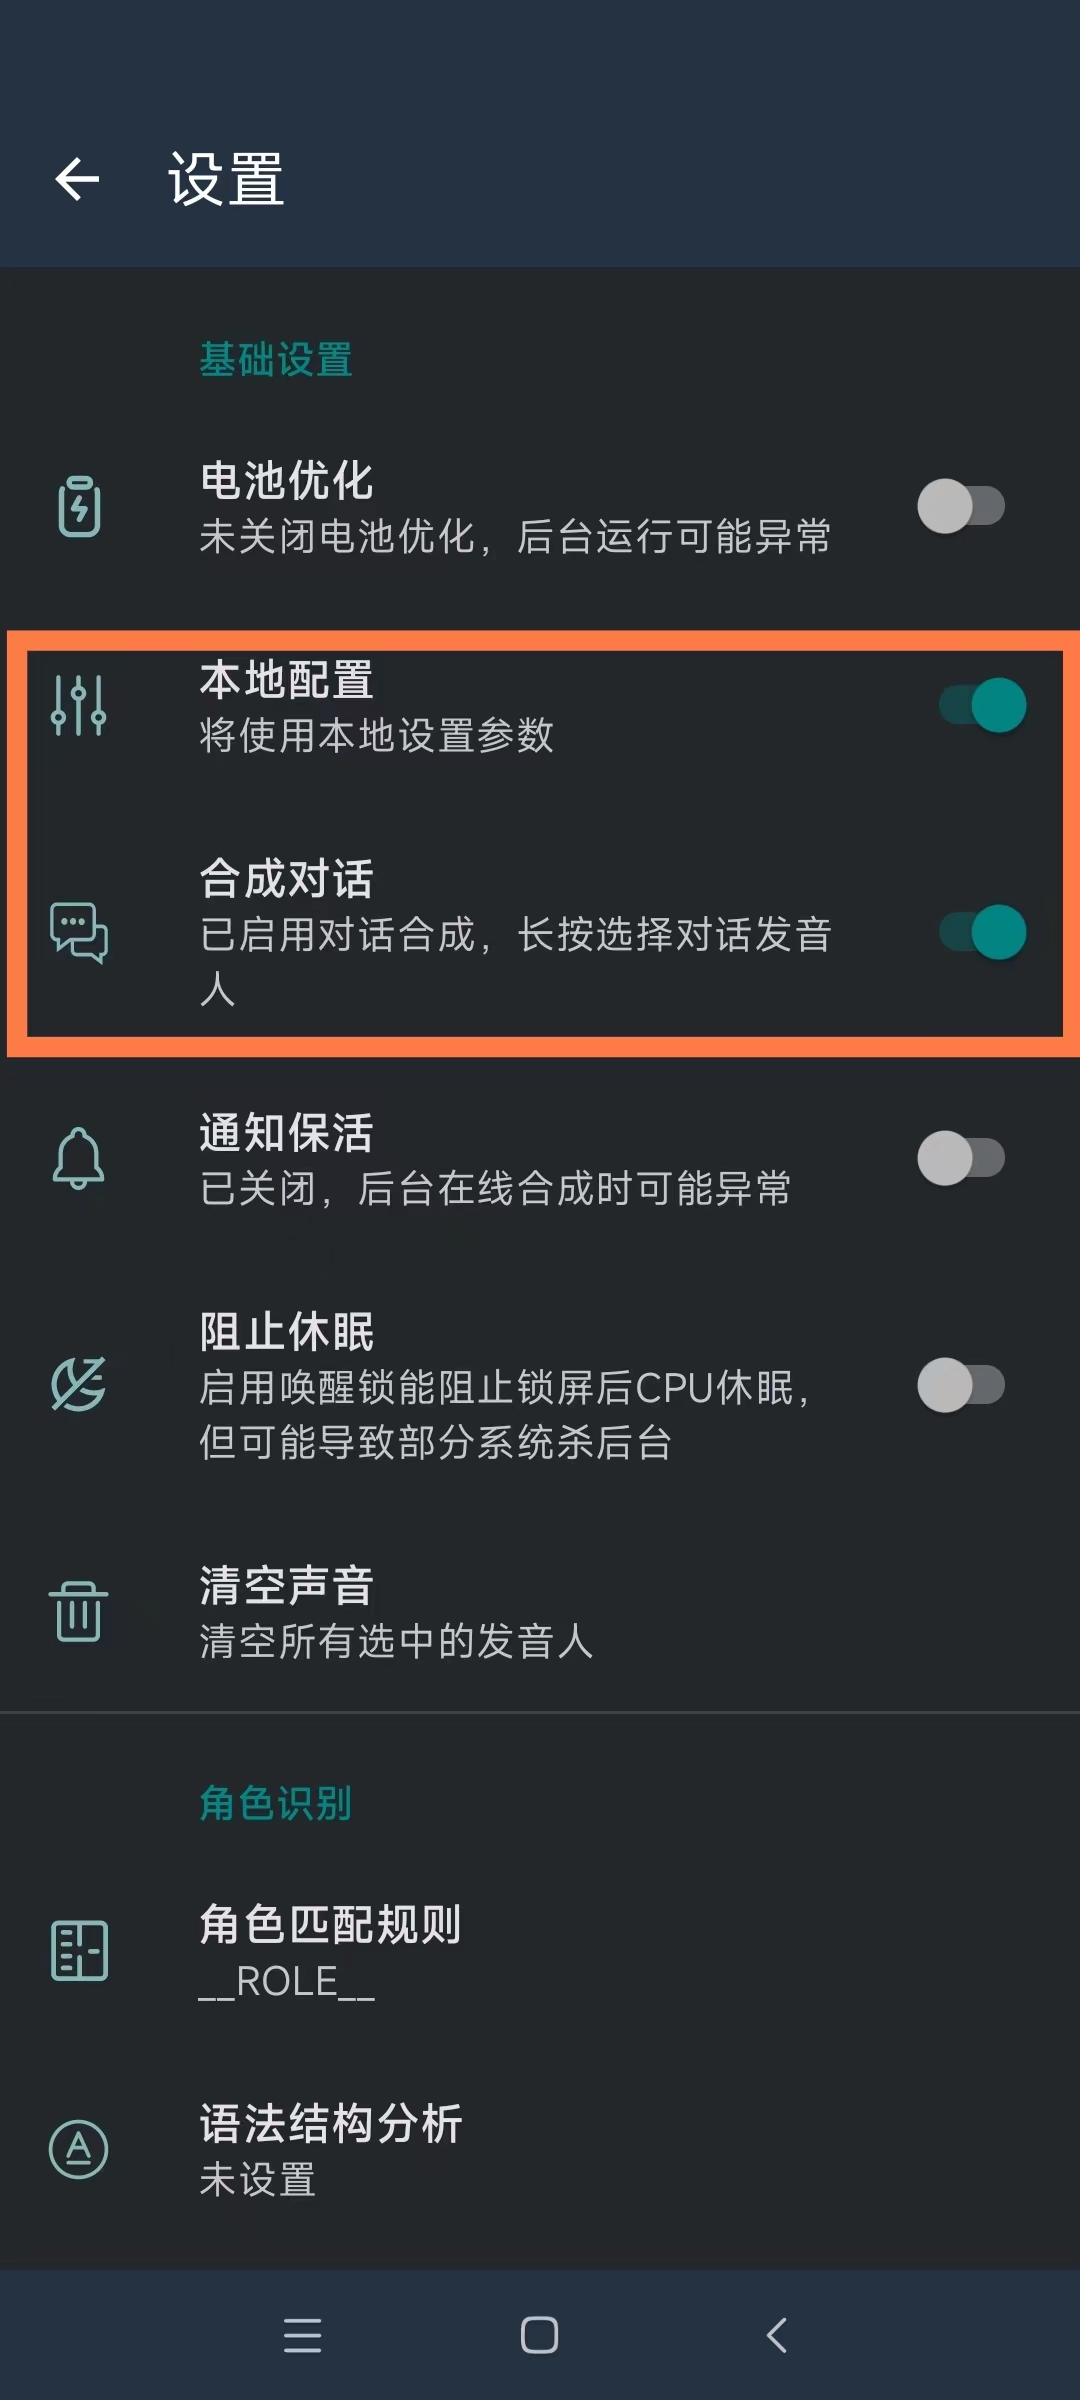 设置
基础设置
电池优化
未关闭电池优化，后台运行可能异常
本地配置
将使用本地设置参数
合成对话
已启用对话合成，长按选择对话发音
人
通知保活
已关闭，后台在线合成时可能异常
阻止休眠
启用唤醒锁能阻止锁屏后CPU休眠，
但可能导致部分系统杀后台
清空声音
清空所有选中的发音人
角色识别
角色匹配规则
__ROLE__
语法结构分析
未设置